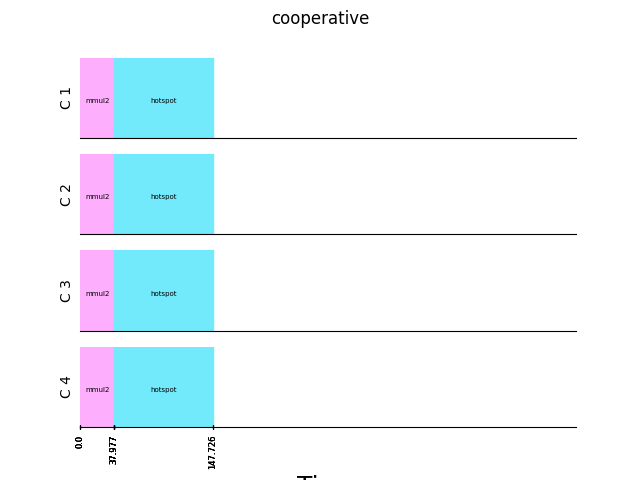 cooperative
C 1
mmul2
hotspot
C 2
mmul2
hotspot
C 3
mmul2
hotspot
C 4
mmul2
hotspot
0.0
37.977
147.726